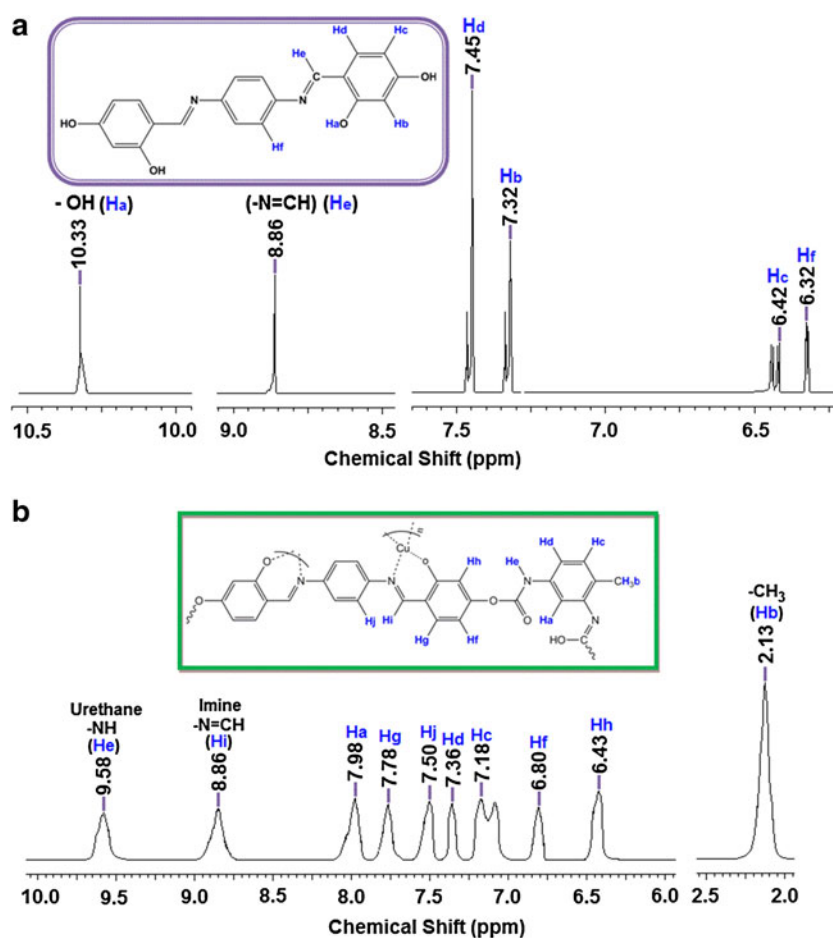 a
Hd
Hc
He
C
OH
N
N
HO
OH
HaO
Hb
Hf
Hd
7.45
Hb
7.32
- OH (Ha)
10.33
(-N=CH) (He)
8.86
Hc
6.42
Hf
6.32
10.5 10.0 9.0 8.5 7.5 7.0 6.5
Chemical Shift (ppm)
b
n
Cu
O
O
N
N
O
Hh
Hj
Hi
Hg
Hf
O
O
He
N
Hd
Hc
CH3b
Ha
N
HO
C
-CH3
(Hb)
2.13
Urethane
-NH
(He)
9.58
Imine
-N=CH
(Hi)
8.86
Ha
7.98
Hg
7.78
Hj
7.50
Hd
7.36
Hc
7.18
Hf
6.80
Hh
6.43
10.0 9.5 9.0 8.5 8.0 7.5 7.0 6.5 6.0 2.5 2.0
Chemical Shift (ppm)